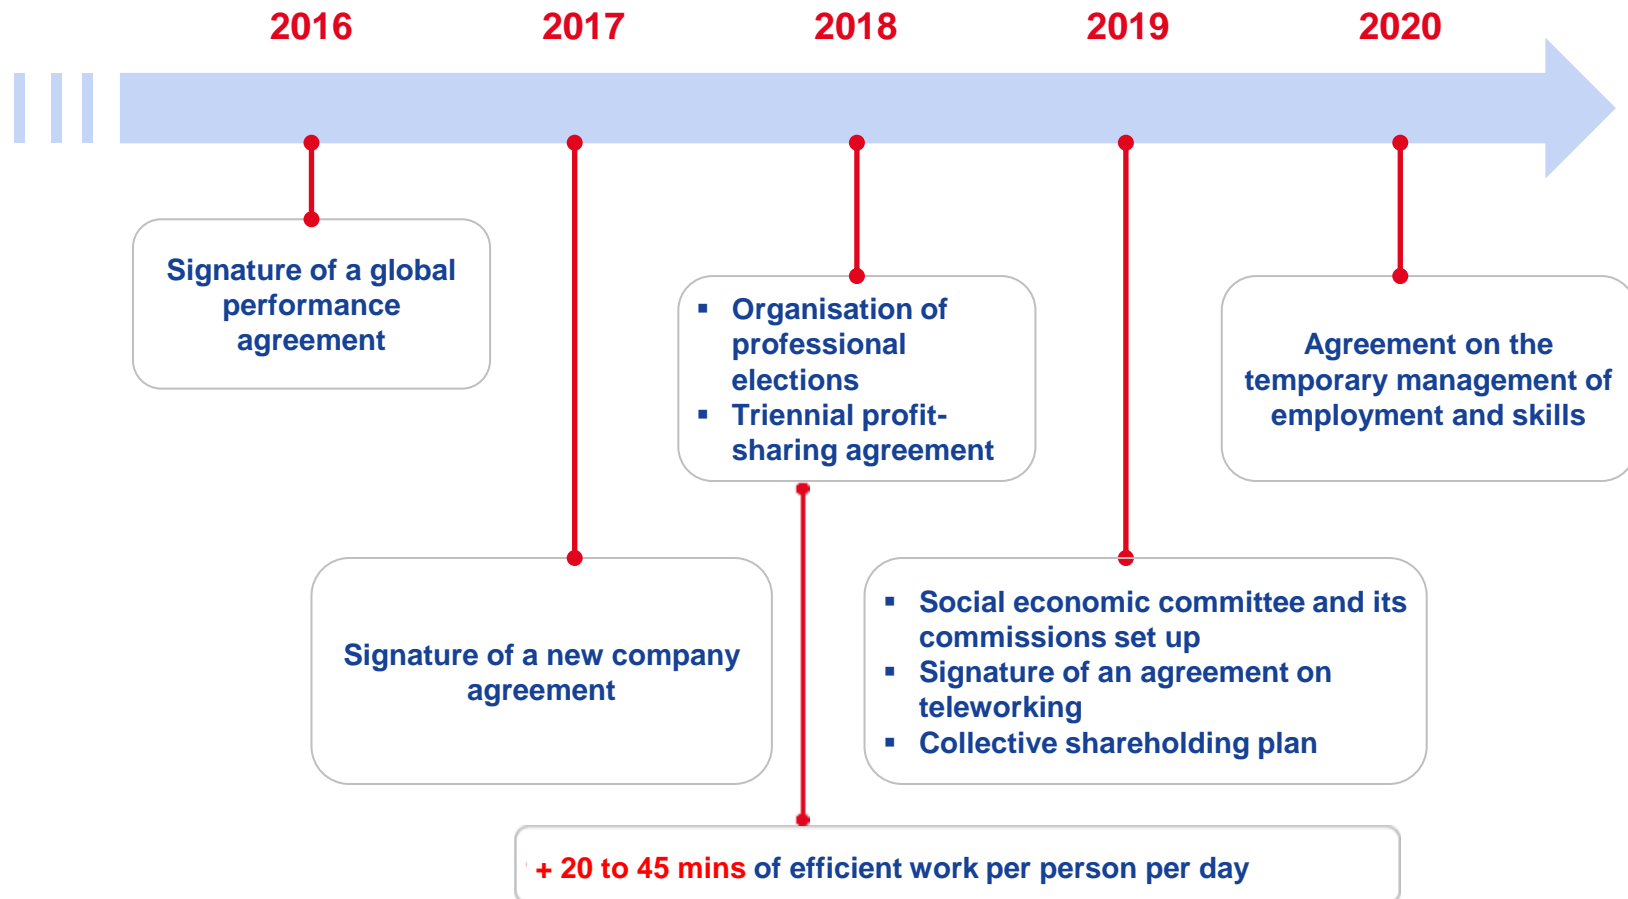 2016 2017 2018 2019 2020
Signature of a global
performance
agreement
▪ Organisation of
professional
elections
▪ Triennial profit-
sharing agreement
Agreement on the
temporary management of
employment and skills
Signature of a new company
agreement
▪ Social economic committee and its
commissions set up
▪ Signature of an agreement on
teleworking
▪ Collective shareholding plan
+ 20 to 45 mins of efficient work per person per day